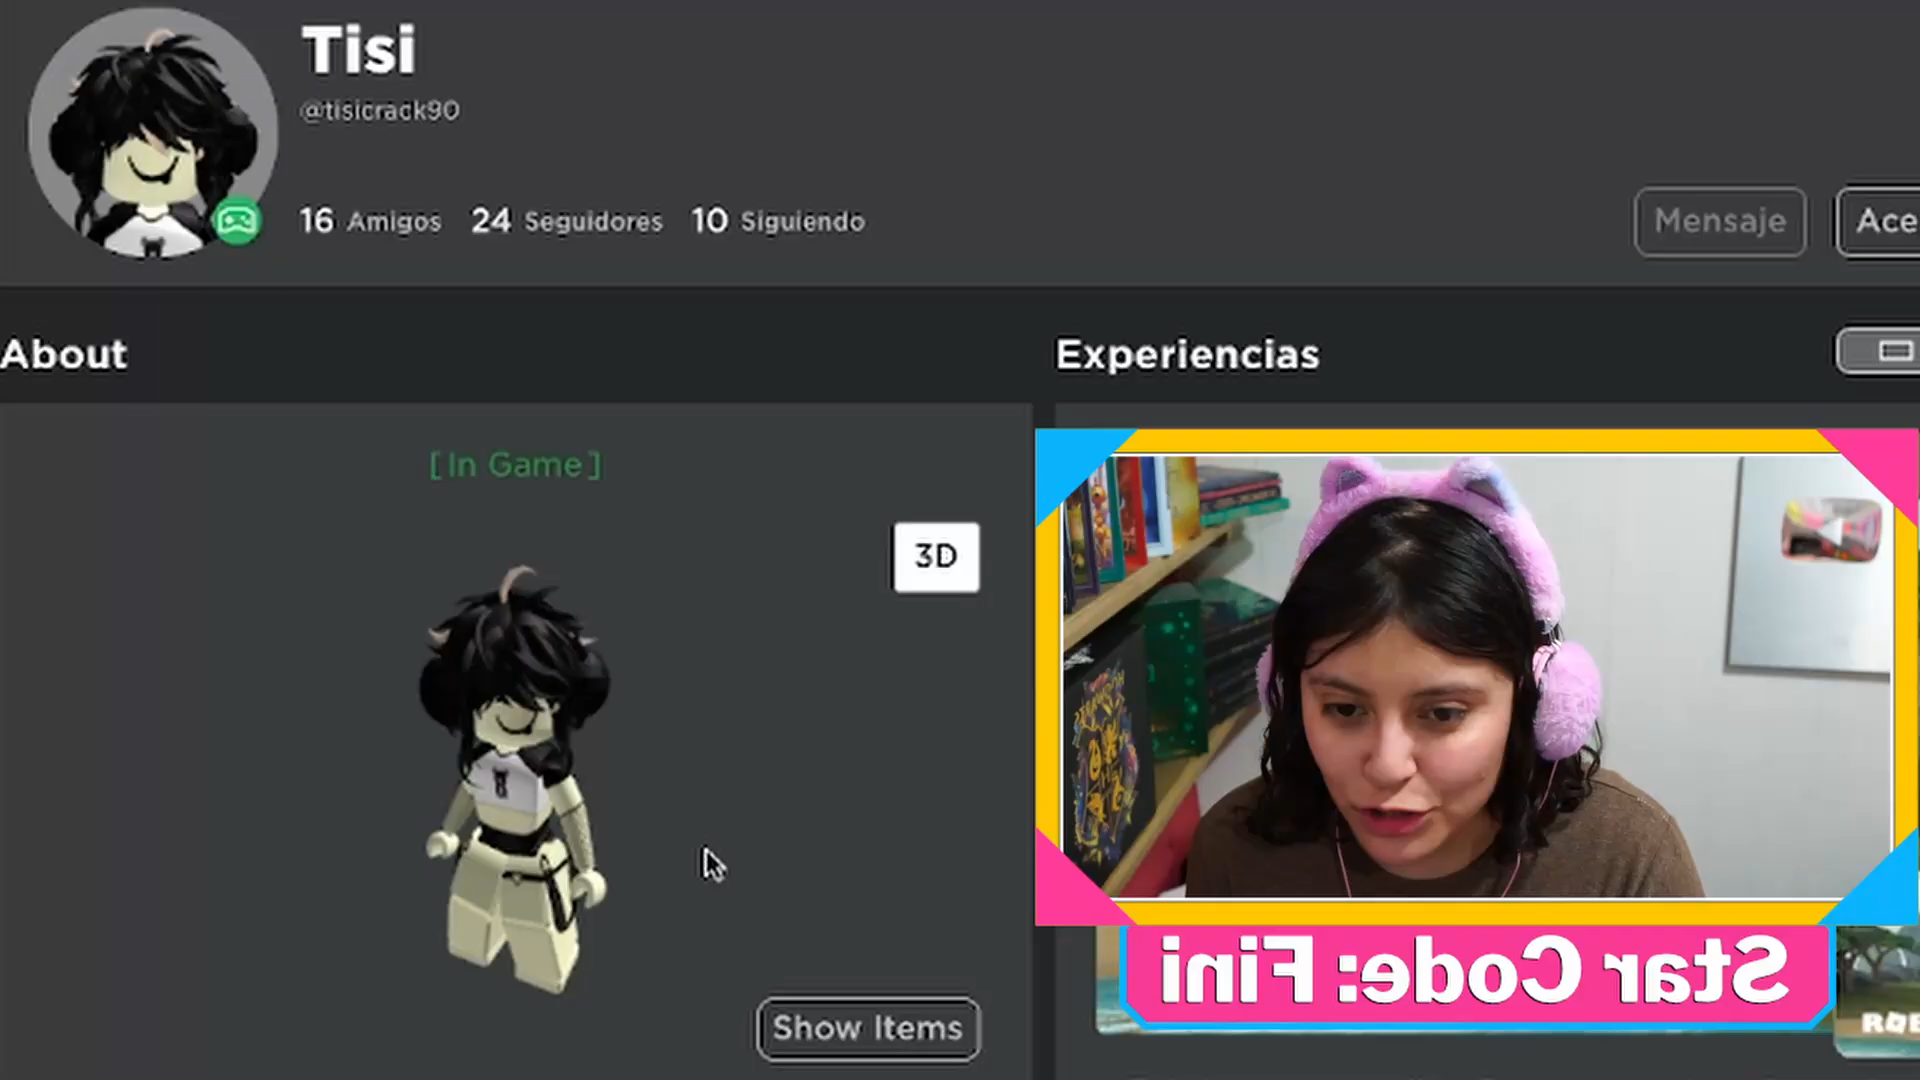 Tisi
@tisicrack90
16 Amigos 24 Seguidores 10 Siguiendo
Mensaje
Ace
About
Experiencias
[In Game]
3D
Show Items
Star Code: Fini
ROB